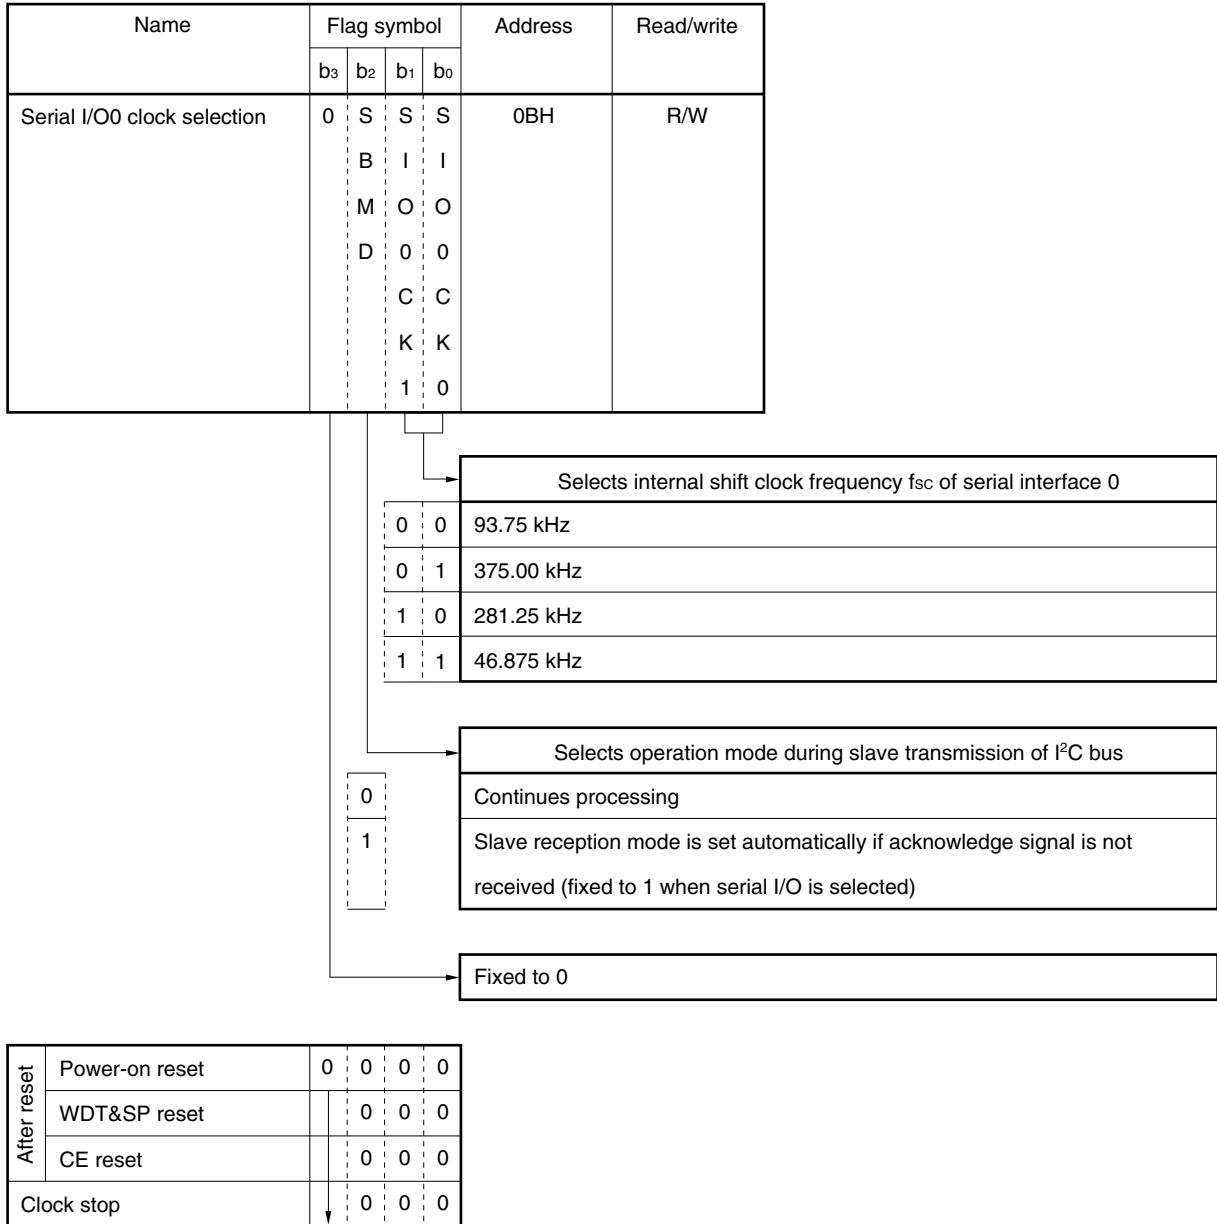 Name Flag symbol Address Read/write
b3 b2 b1 b0
Serial I/O0 clock selection 0 S S S 0BH R/W
B I I
M O O
D 0 0
C C
K K
1 0
Selects internal shift clock frequency fSC of serial interface 0
0 0 93.75 kHz
0 1 375.00 kHz
1 0 281.25 kHz
1 1 46.875 kHz
Selects operation mode during slave transmission of I²C bus
0 Continues processing
1 Slave reception mode is set automatically if acknowledge signal is not
received (fixed to 1 when serial I/O is selected)
Fixed to 0
After reset
Power-on reset 0 0 0 0
WDT&SP reset 0 0 0
CE reset 0 0 0
Clock stop 0 0 0